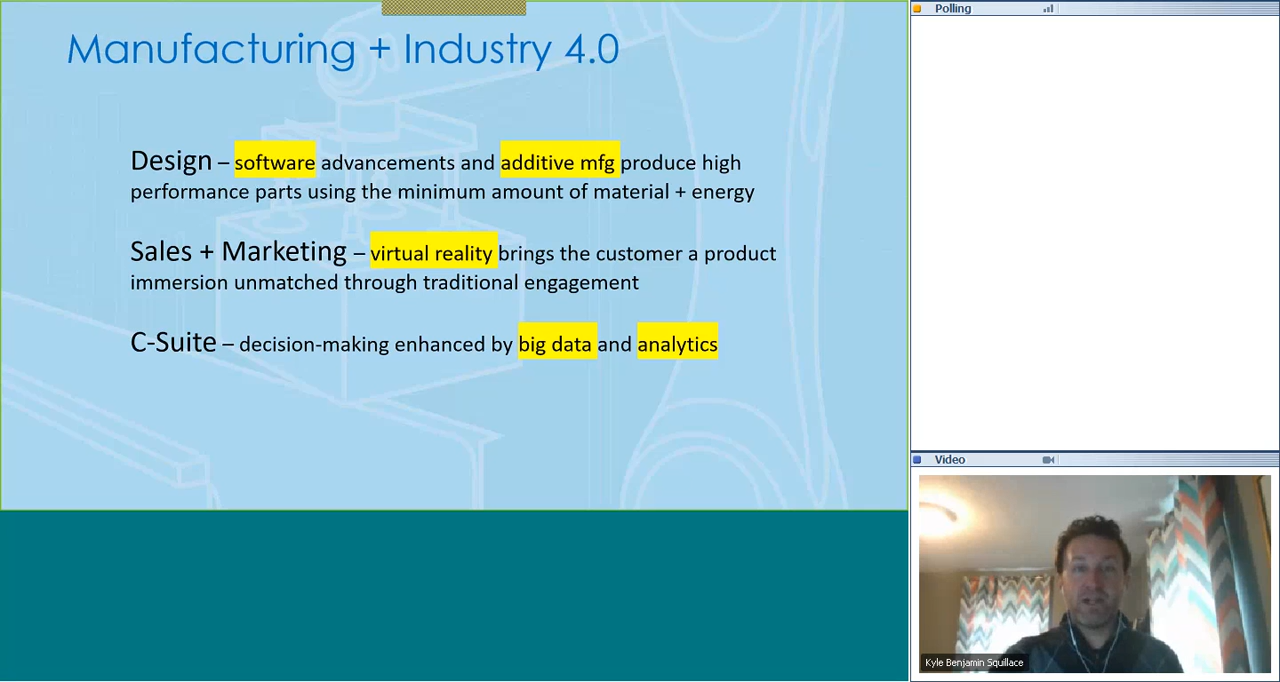 Manufacturing + Industry 4.0
Design – software advancements and additive mfg produce high
performance parts using the minimum amount of material + energy
Sales + Marketing – virtual reality brings the customer a product
immersion unmatched through traditional engagement
C-Suite – decision-making enhanced by big data and analytics
Polling
Video
Kyle Benjamin Squillace